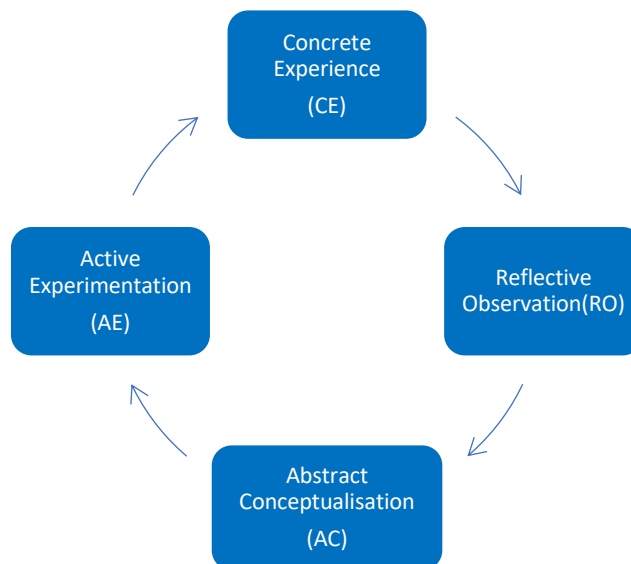 Concrete
Experience
(CE)
Active
Experimentation
(AE)
Reflective
Observation(RO)
Abstract
Conceptualisation
(AC)